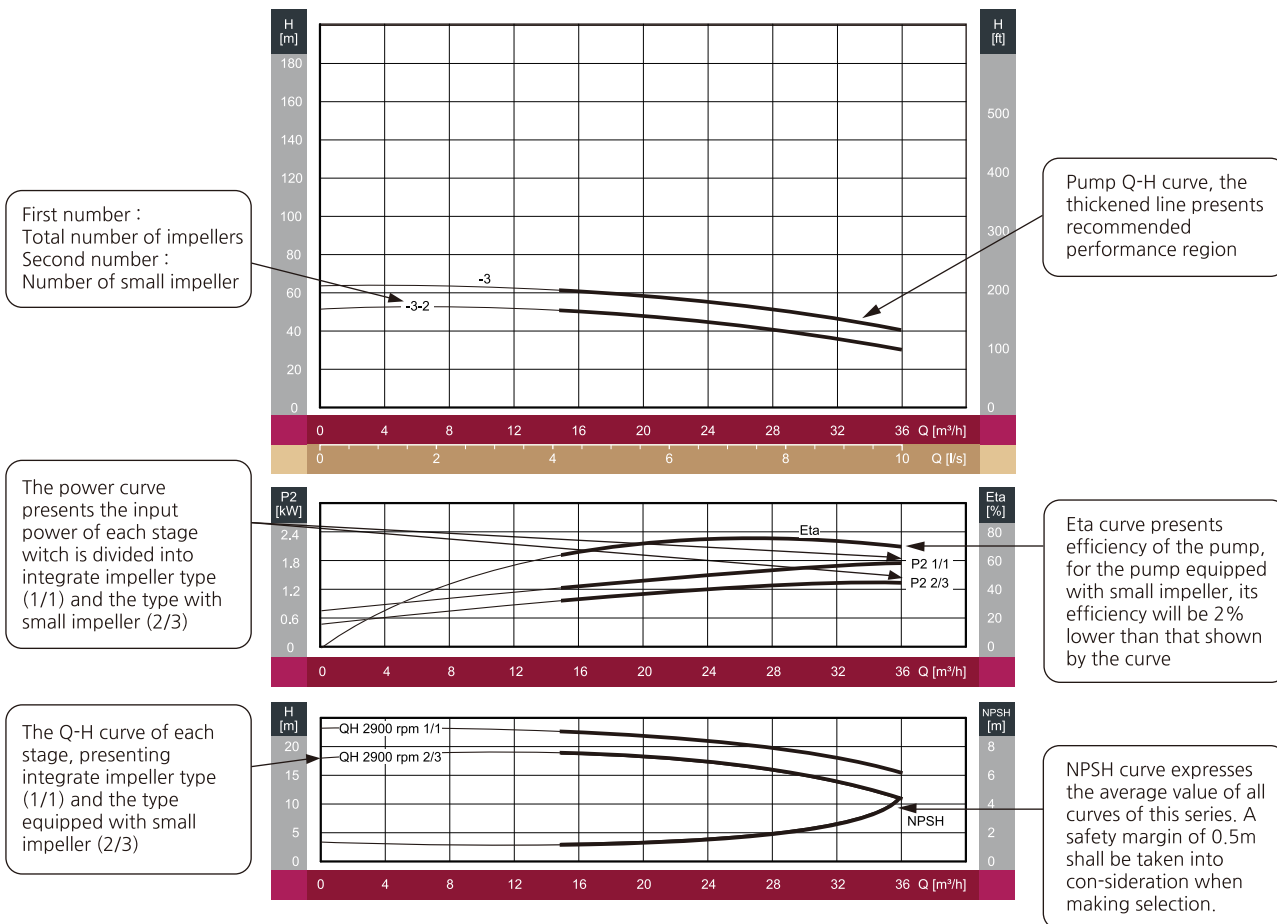 H
[m]
180
160
140
120
100
80
60
40
20
0
H
[ft]
500
400
300
200
100
0
-3
-3-2
0 4 8 12 16 20 24 28 32 36 Q [m³/h]
0 2 4 6 8 10 Q [l/s]
First number :
Total number of impellers
Second number :
Number of small impeller
Pump Q-H curve, the
thickened line presents
recommended
performance region
The power curve
presents the input
power of each stage
witch is divided into
integrate impeller type
(1/1) and the type with
small impeller (2/3)
P2
[kW]
2,4
1.8
1.2
0.6
0
Eta
[%]
80
60
40
20
0
Eta
P2 1/1
P2 2/3
0 4 8 12 16 20 24 28 32 36 Q [m³/h]
Eta curve presents
efficiency of the pump,
for the pump equipped
with small impeller, its
efficiency will be 2%
lower than that shown
by the curve
The Q-H curve of each
stage, presenting
integrate impeller type
(1/1) and the type
equipped with small
impeller (2/3)
H
[m]
20
15
10
5
0
NPSH
[m]
8
6
4
2
0
QH 2900 rpm 1/1
QH 2900 rpm 2/3
NPSH
0 4 8 12 16 20 24 28 32 36 Q [m³/h]
NPSH curve expresses
the average value of all
curves of this series. A
safety margin of 0.5m
shall be taken into
con-sideration when
making selection.